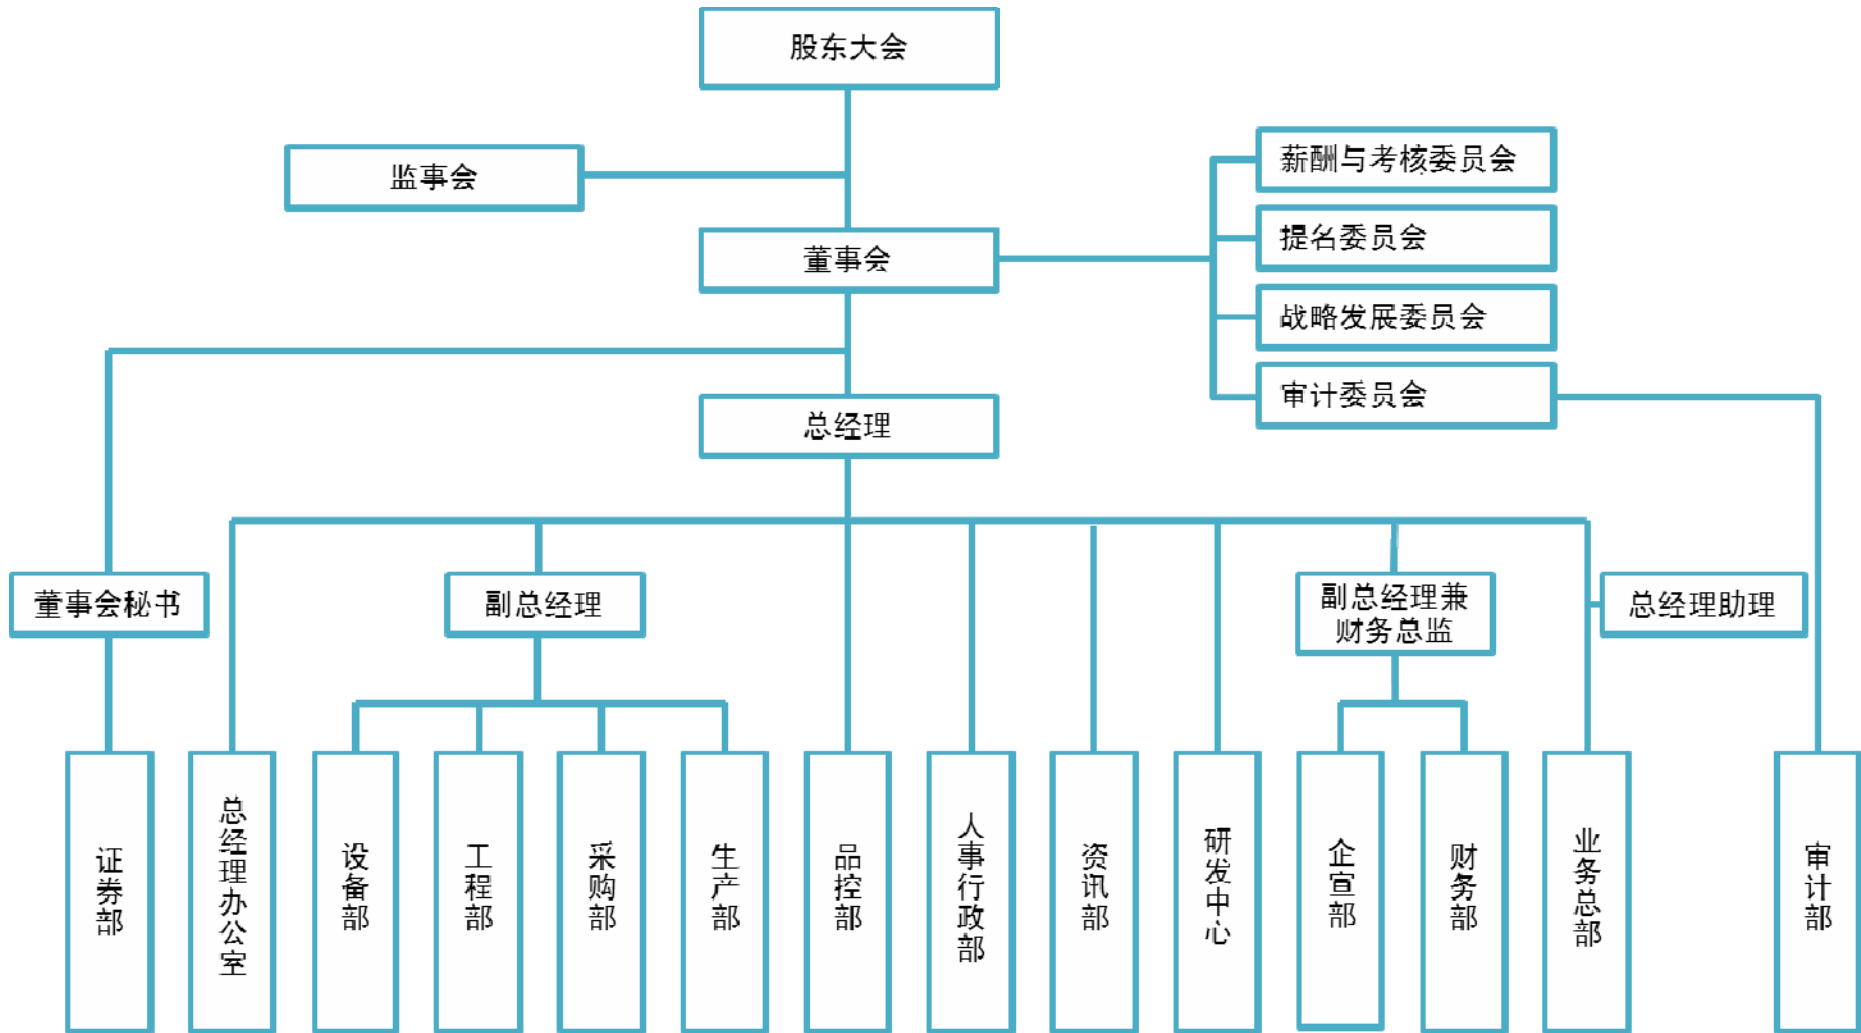 股东大会
监事会
薪酬与考核委员会
提名委员会
董事会
战略发展委员会
审计委员会
总经理
董事会秘书
副总经理
副总经理兼
财务总监
总经理助理
证券部
总经理办公室
设备部
工程部
采购部
生产部
品控部
人事行政部
资讯部
研发中心
企宣部
财务部
业务总部
审计部